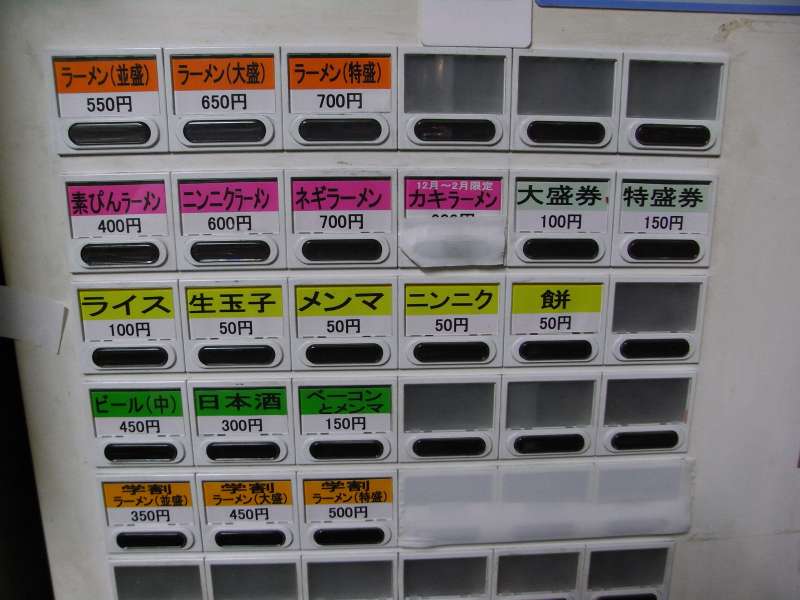 ラーメン(並盛)
550円
ラーメン(大盛)
650円
ラーメン(特盛)
700円
素ぴんラーメン
400円
ニンニクラーメン
600円
ネギラーメン
700円
12月～2月限定
カキラーメン
大盛券
100円
特盛券
150円
ライス
100円
生玉子
50円
メンマ
50円
ニンニク
50円
餅
50円
ビール(中)
450円
日本酒
300円
ベーコン
とメンマ
150円
学割
ラーメン(並盛)
350円
学割
ラーメン(大盛)
450円
学割
ラーメン(特盛)
500円